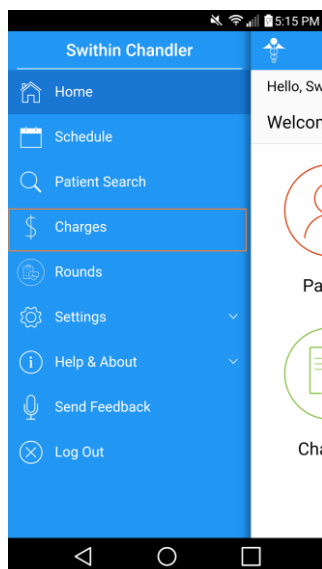 5:15 PM
Swithin Chandler
Home
Schedule
Patient Search
Charges
Rounds
Settings
Help & About
Send Feedback
Log Out
Hello, Sw
Welcon
Pa
Cha